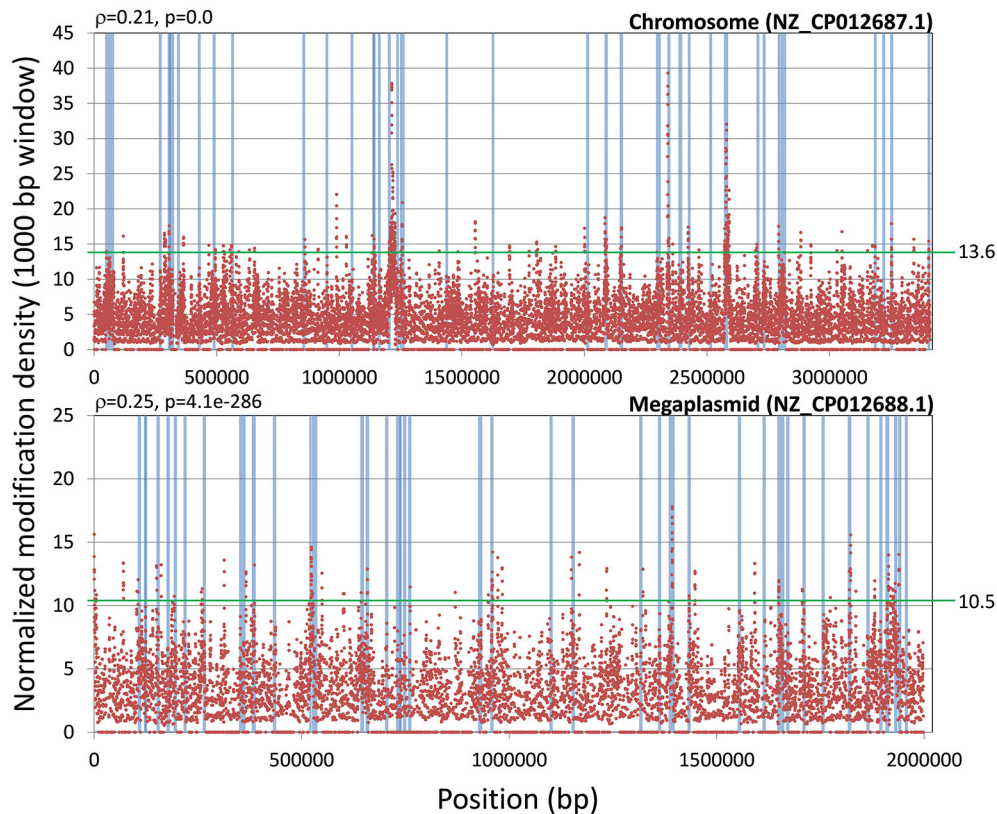 ρ=0.21, p=0.0
Chromosome (NZ_CP012687.1)
45
40
35
30
25
20
15
10
5
0
13.6
0 500000 1000000 1500000 2000000 2500000 3000000
ρ=0.25, p=4.1e-286
Megaplasmid (NZ_CP012688.1)
25
20
15
10
5
0
10.5
0 500000 1000000 1500000 2000000
Normalized modification density (1000 bp window)
Position (bp)